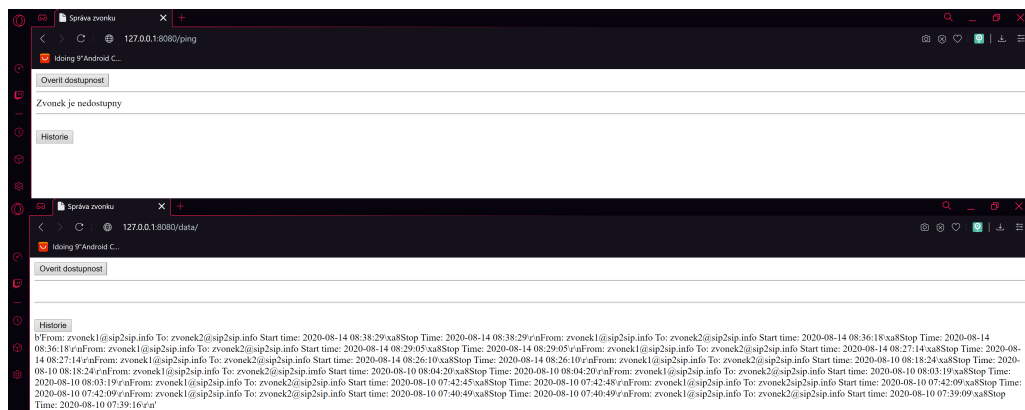 Správa zvonku
127.0.0.1:8080/ping
Idoing 9"Android C...
Overit dostupnost
Zvonek je nedostupny
Historie
Správa zvonku
127.0.0.1:8080/data/
Idoing 9"Android C...
Overit dostupnost
Historie
b'From: zvonek1@sip2sip.info To: zvonek2@sip2sip.info Start time: 2020-08-14 08:38:29\xa8Stop Time: 2020-08-14 08:38:29\r\nFrom: zvonek1@sip2sip.info To: zvonek2@sip2sip.info Start time: 2020-08-14 08:36:18\xa8Stop Time: 2020-08-14
08:36:18\r\nFrom: zvonek1@sip2sip.info To: zvonek2@sip2sip.info Start time: 2020-08-14 08:29:05\xa8Stop Time: 2020-08-14 08:29:05\r\nFrom: zvonek1@sip2sip.info To: zvonek2@sip2sip.info Start time: 2020-08-14 08:27:14\xa8Stop Time: 2020-08-
14 08:27:14\r\nFrom: zvonek1@sip2sip.info To: zvonek2@sip2sip.info Start time: 2020-08-14 08:26:10\xa8Stop Time: 2020-08-14 08:26:10\r\nFrom: zvonek1@sip2sip.info To: zvonek2@sip2sip.info Start time: 2020-08-10 08:18:24\xa8Stop Time: 2020-
08-10 08:18:24\r\nFrom: zvonek1@sip2sip.info To: zvonek2@sip2sip.imfo Start time: 2020-08-10 08:04:20\xa8Stop Time: 2020-08-10 08:04:20\r\nFrom: zvonek1@sip2sip.info To: zvonek2@sip2sip.info Start time: 2020-08-10 08:03:19\xa8Stop Time:
2020-08-10 08:03:19\r\nFrom: zvonek1@sip2sip.info To: zvonek2@sip2sip.info Start time: 2020-08-10 07:42:45\xa8Stop Time: 2020-08-10 07:42:48\r\nFrom: zvonek1@sip2sip.info To: zvonek2sip2sip.info Start time: 2020-08-10 07:42:09\xa8Stop Time:
2020-08-10 07:42:09\r\nFrom: zvonek1@sip2sip.info To: zvonek2@sip2sip.info Start time: 2020-08-10 07:40:49\xa8Stop Time: 2020-08-10 07:40:49\r\nFrom: zvonek1@sip2sip.info To: zvonek2@sip2sip.info Start time: 2020-08-10 07:39:09\xa8Stop
Time: 2020-08-10 07:39:16\r\n'